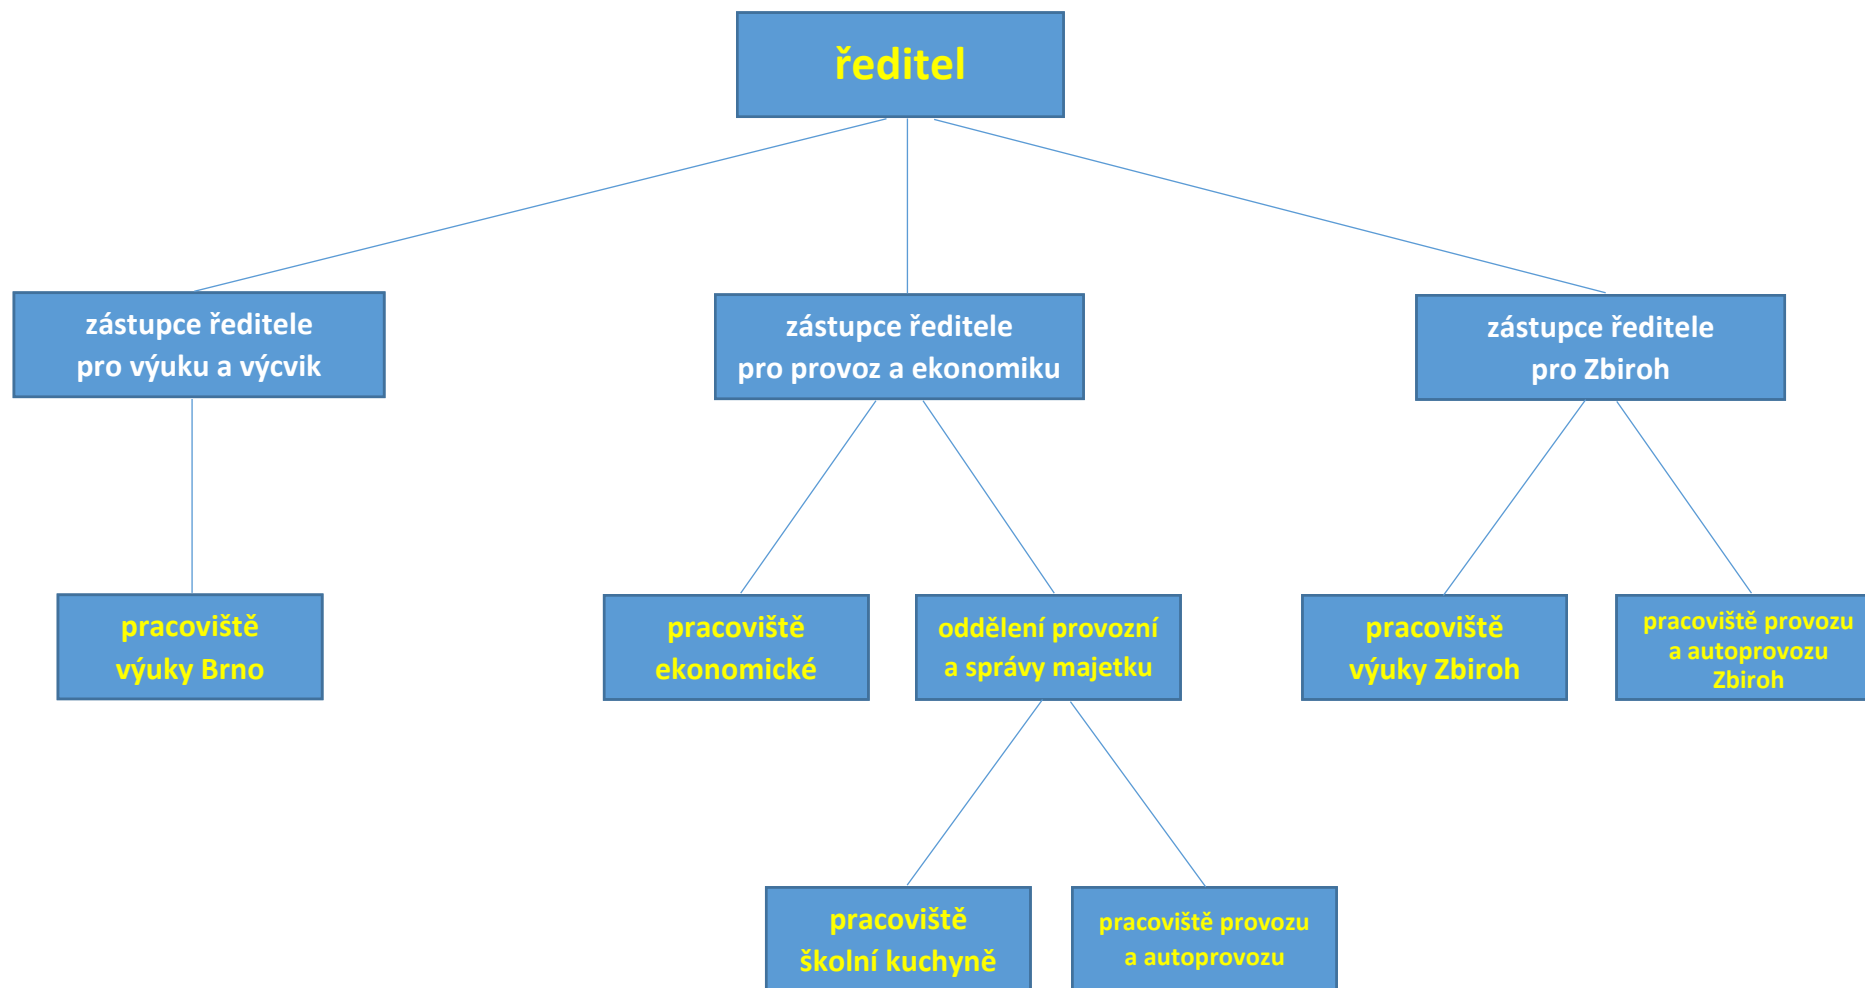 ředitel
zástupce ředitele
pro výuku a výcvik
zástupce ředitele
pro provoz a ekonomiku
zástupce ředitele
pro Zbiroh
pracoviště
výuky Brno
pracoviště
ekonomické
oddělení provozní
a správy majetku
pracoviště
výuky Zbiroh
pracoviště provozu
a autoprovozu
Zbiroh
pracoviště
školní kuchyně
pracoviště provozu
a autoprovozu